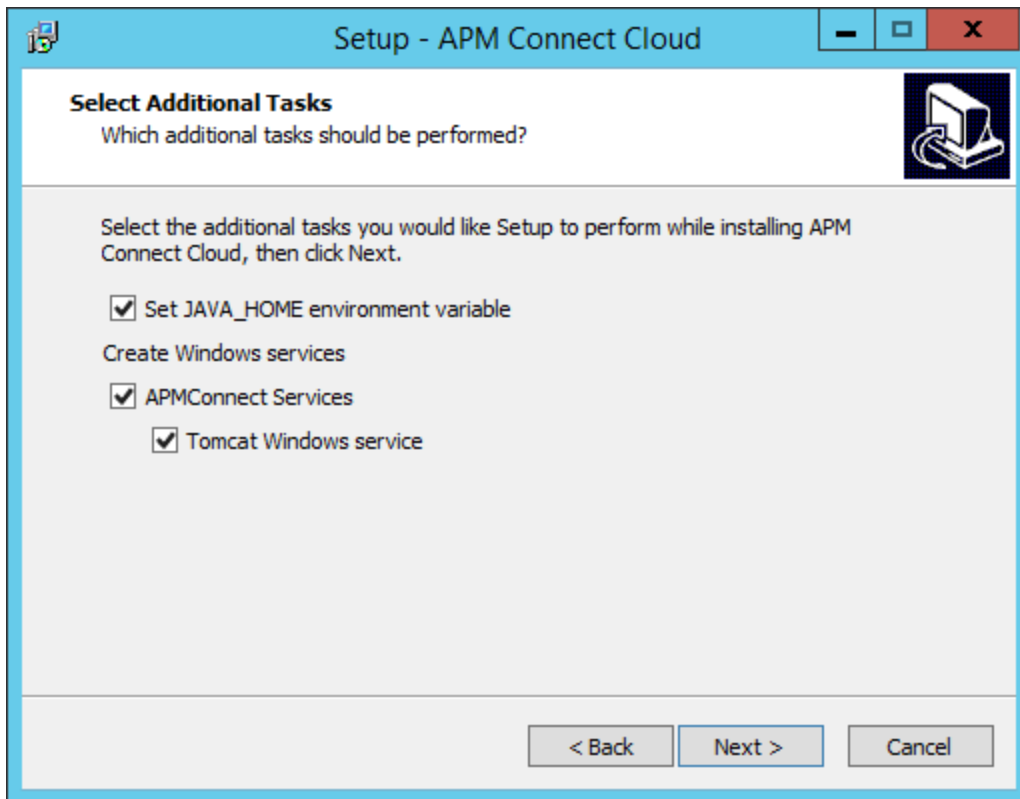 Setup - APM Connect Cloud
Select Additional Tasks
Which additional tasks should be performed?
Select the additional tasks you would like Setup to perform while installing APM
Connect Cloud, then click Next.
Set JAVA_HOME environment variable
Create Windows services
APMConnect Services
Tomcat Windows service
< Back
Next >
Cancel